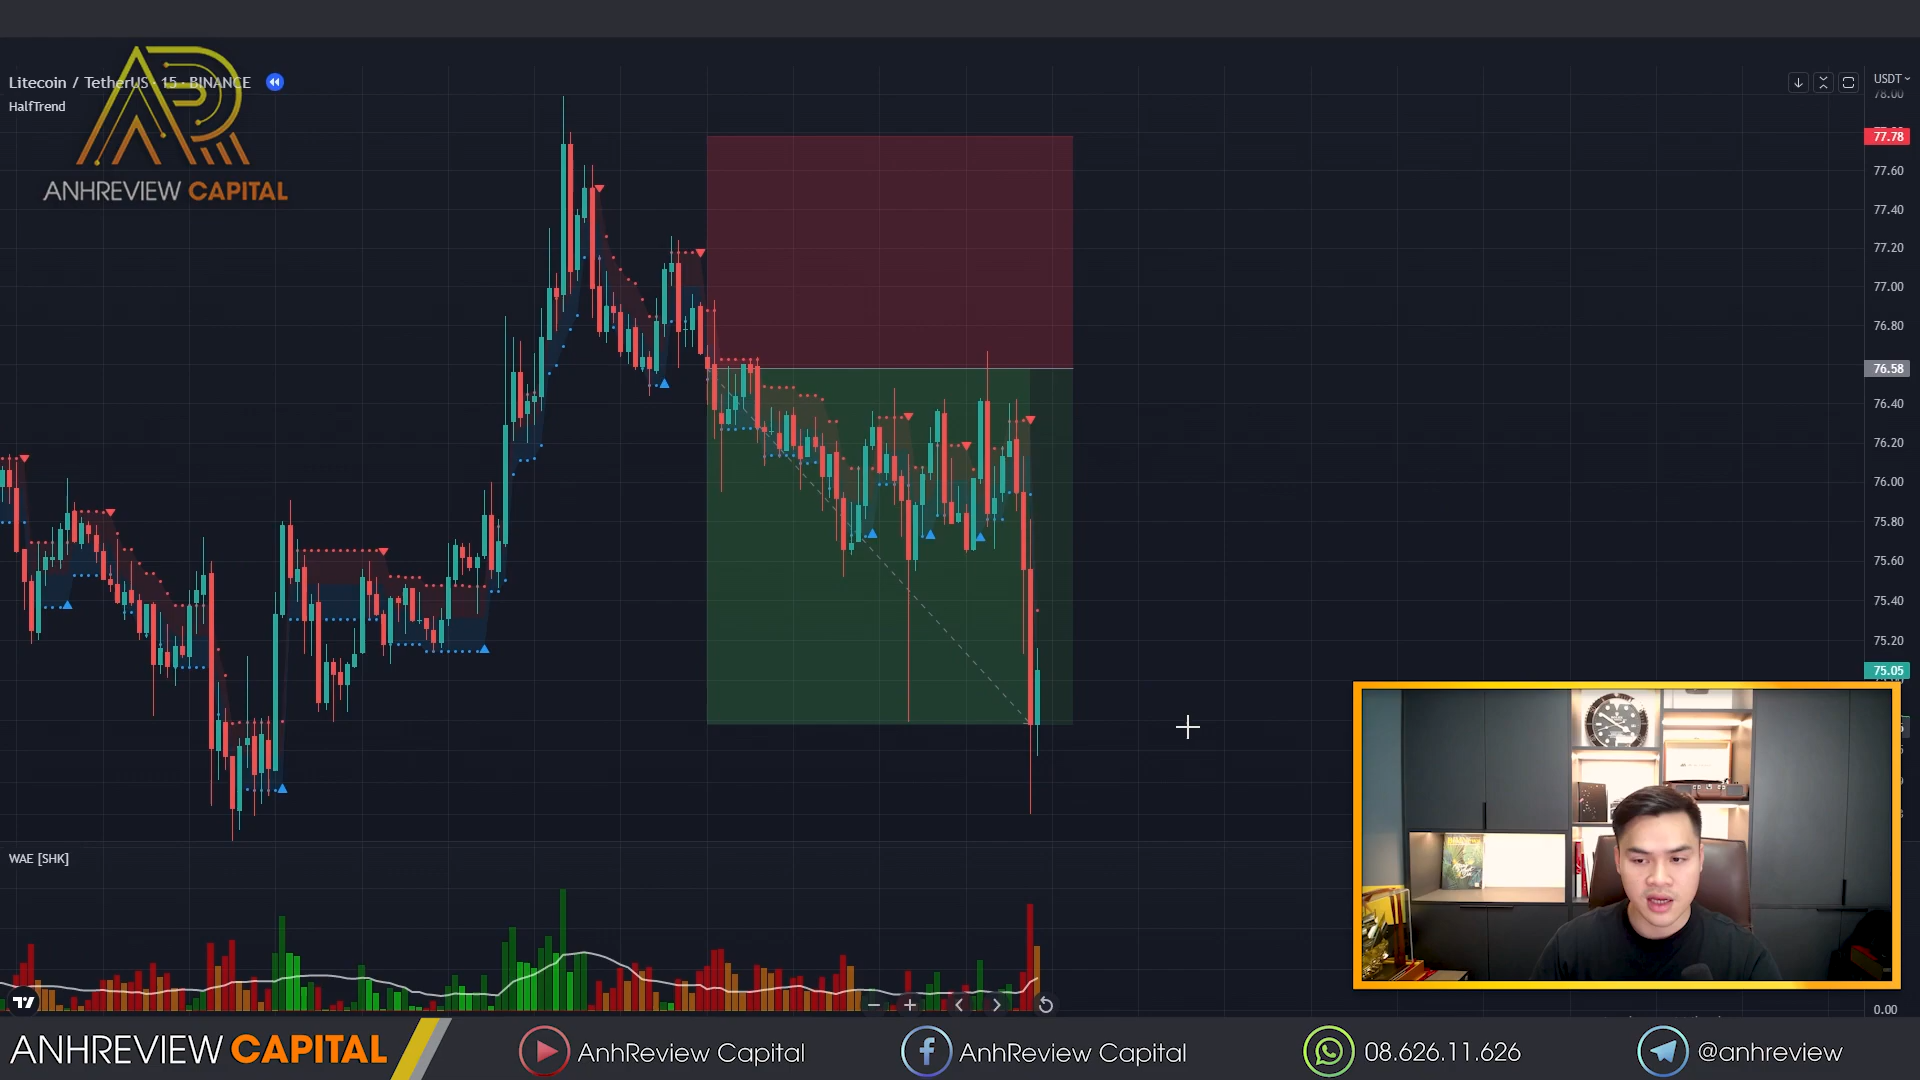 Litecoin / TetherUS · 15 · BINANCE
HalfTrend
ANHREVIEW CAPITAL
USDT
78.00
77.78
77.60
77.40
77.20
77.00
76.80
76.58
76.40
76.20
76.00
75.80
75.60
75.40
75.20
75.05
WAE [SHK]
0.00
ANHREVIEW CAPITAL
AnhReview Capital
AnhReview Capital
08.626.11.626
@anhreview